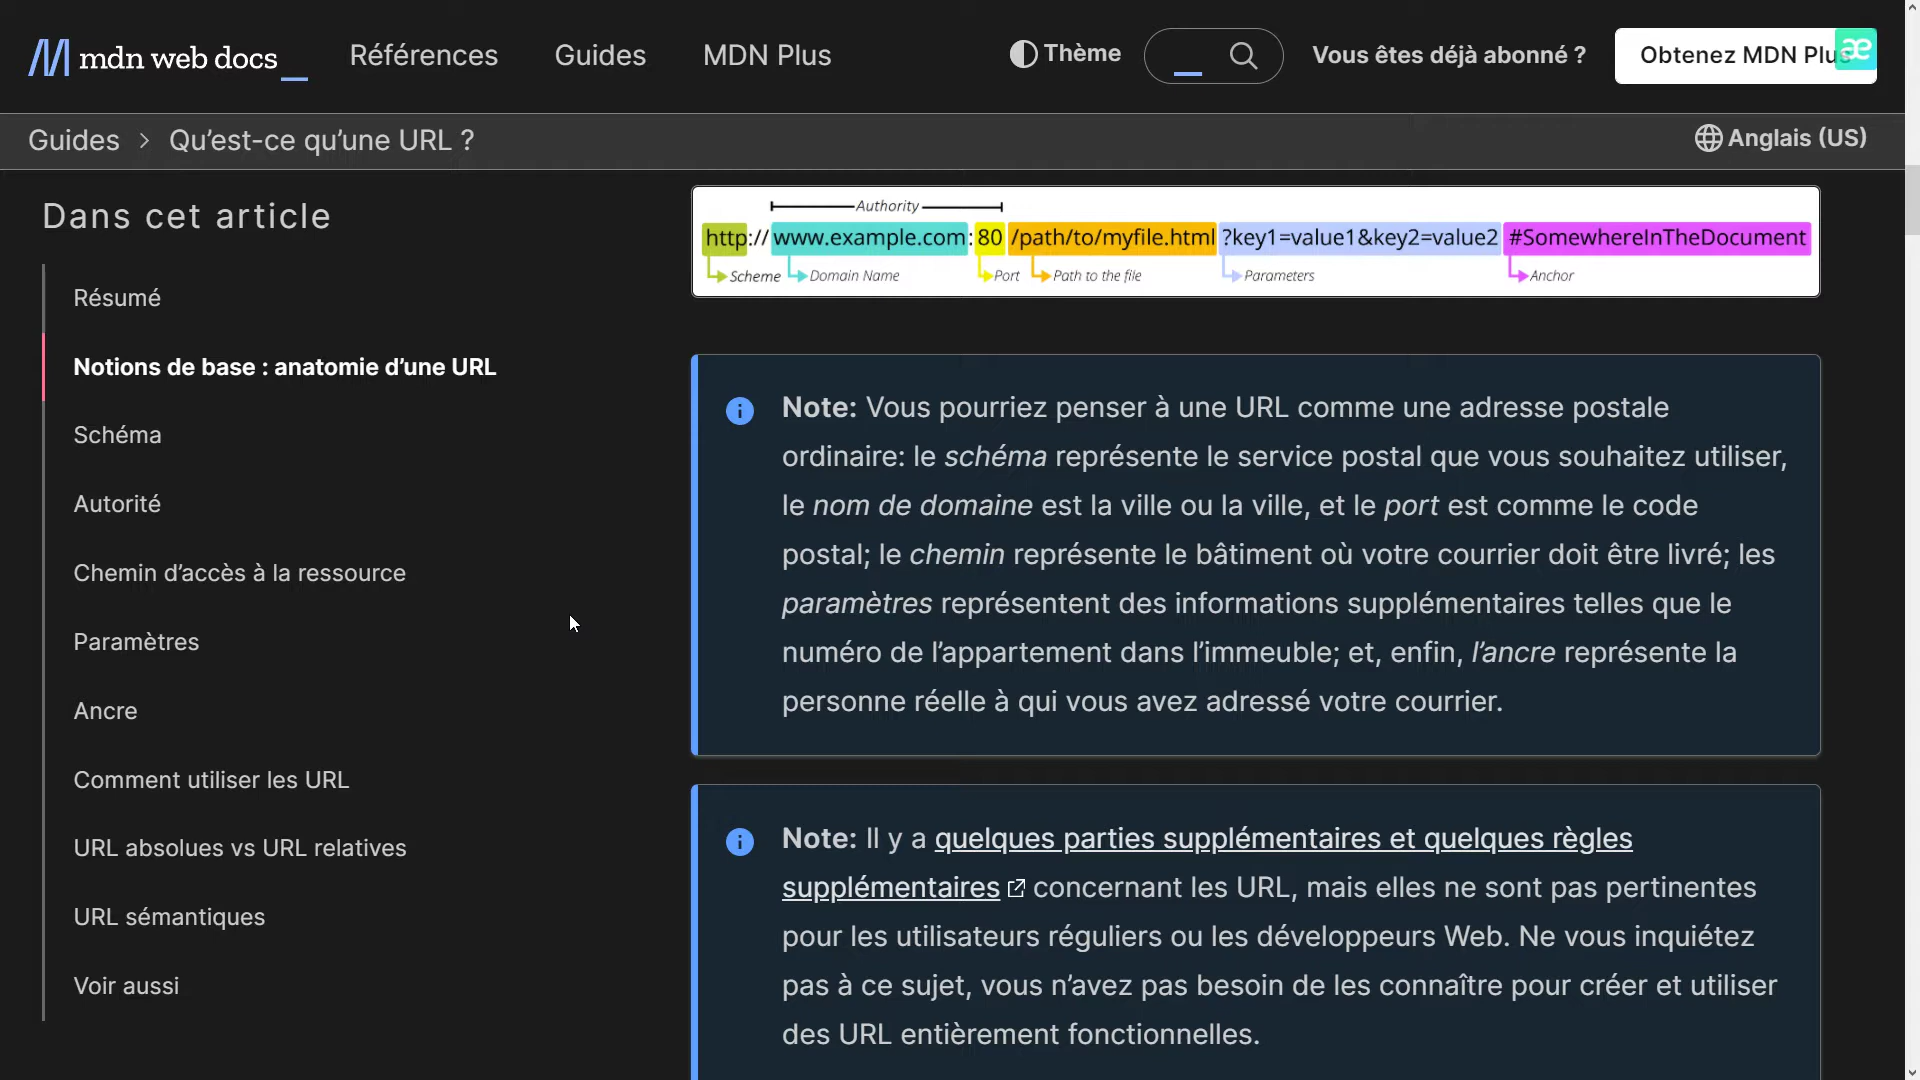 mdn web docs_
Références
Guides
MDN Plus
Thème
Vous êtes déjà abonné ?
Obtenez MDN Plus
æ
Guides > Qu’est-ce qu’une URL ?
Anglais (US)
Dans cet article
Résumé
Notions de base : anatomie d’une URL
Schéma
Autorité
Chemin d’accès à la ressource
Paramètres
Ancre
Comment utiliser les URL
URL absolues vs URL relatives
URL sémantiques
Voir aussi
Authority
http://www.example.com:80/path/to/myfile.html?key1=value1&key2=value2#SomewhereInTheDocument
Scheme Domain Name Port Path to the file Parameters Anchor
Note: Vous pourriez penser à une URL comme une adresse postale
ordinaire: le schéma représente le service postal que vous souhaitez utiliser,
le nom de domaine est la ville ou la ville, et le port est comme le code
postal; le chemin représente le bâtiment où votre courrier doit être livré; les
paramètres représentent des informations supplémentaires telles que le
numéro de l’appartement dans l’immeuble; et, enfin, l’ancre représente la
personne réelle à qui vous avez adressé votre courrier.
Note: Il y a quelques parties supplémentaires et quelques règles
supplémentaires concernant les URL, mais elles ne sont pas pertinentes
pour les utilisateurs réguliers ou les développeurs Web. Ne vous inquiétez
pas à ce sujet, vous n’avez pas besoin de les connaître pour créer et utiliser
des URL entièrement fonctionnelles.